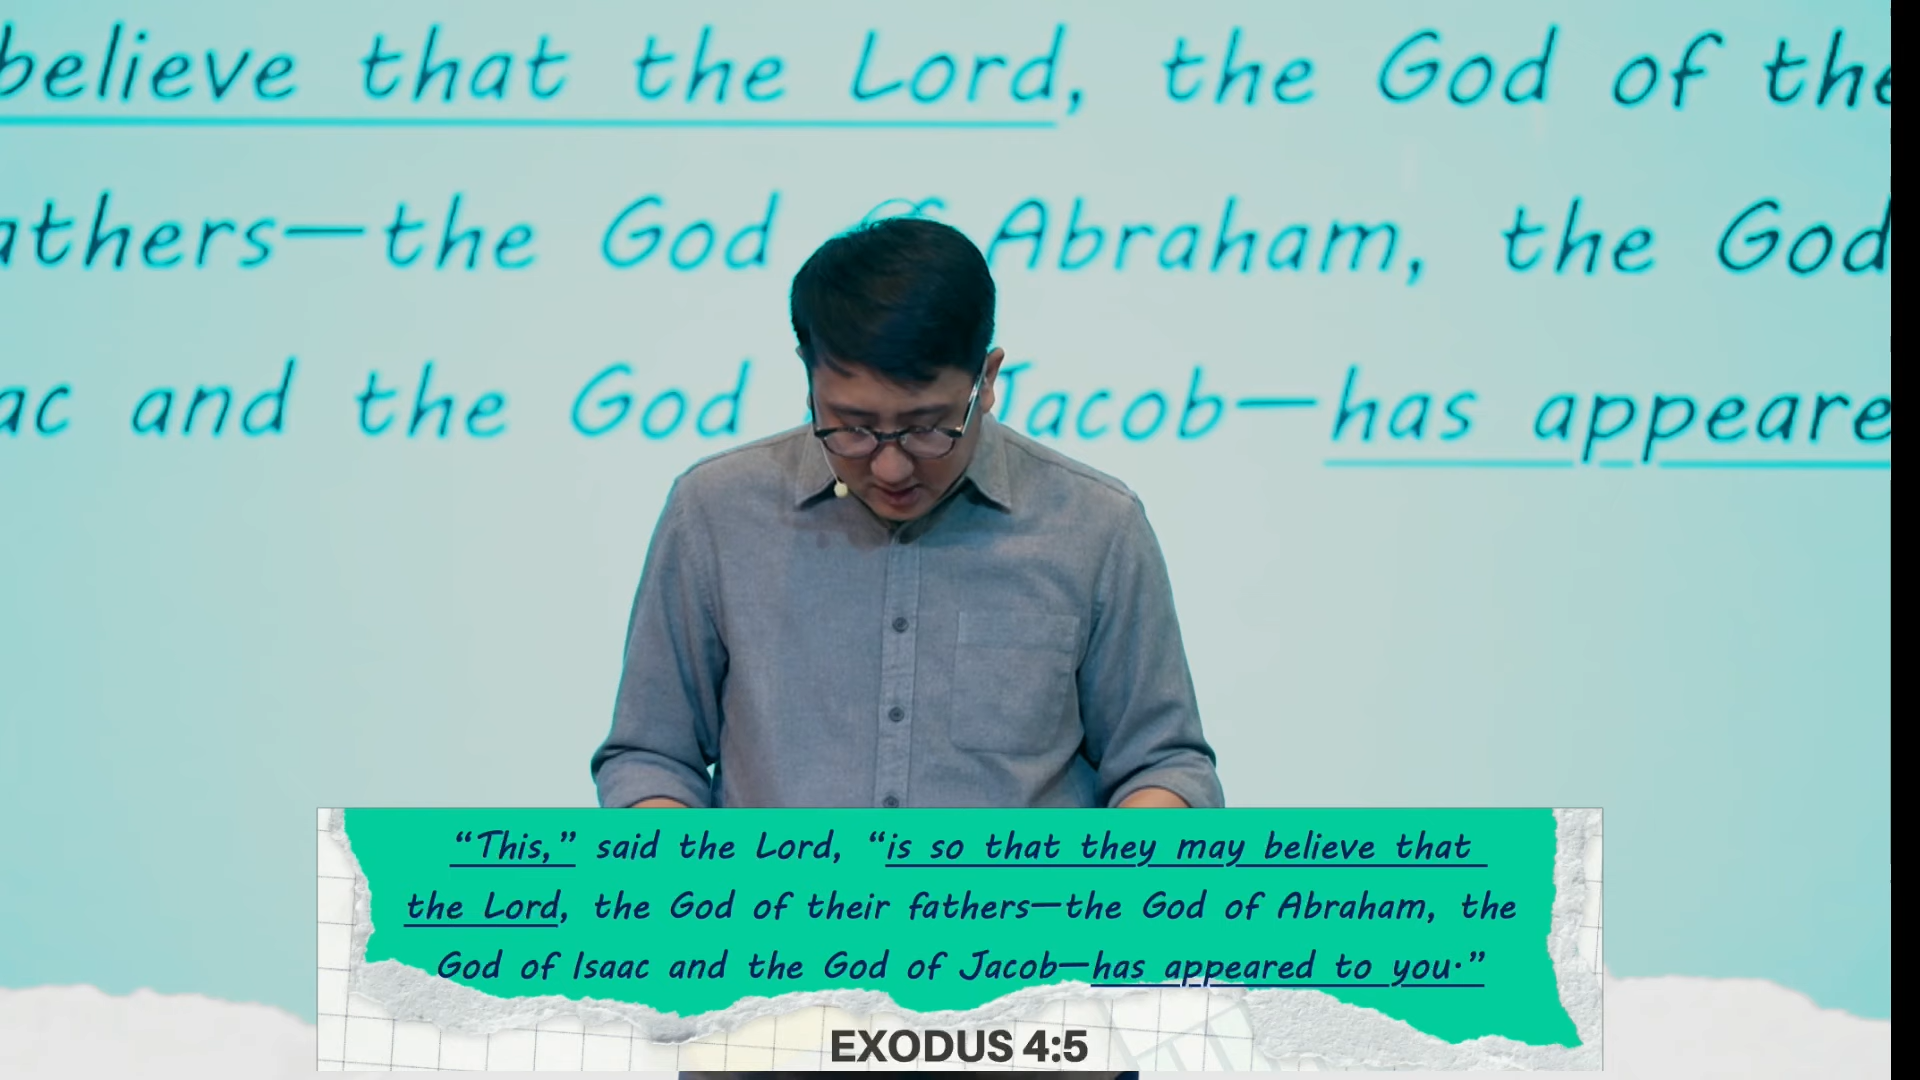 believe that the Lord, the God of the
athers—the God of Abraham, the God
ac and the God Jacob—has appeare
“This,” said the Lord, “is so that they may believe that
the Lord, the God of their fathers—the God of Abraham, the
God of Isaac and the God of Jacob—has appeared to you.”
EXODUS 4:5